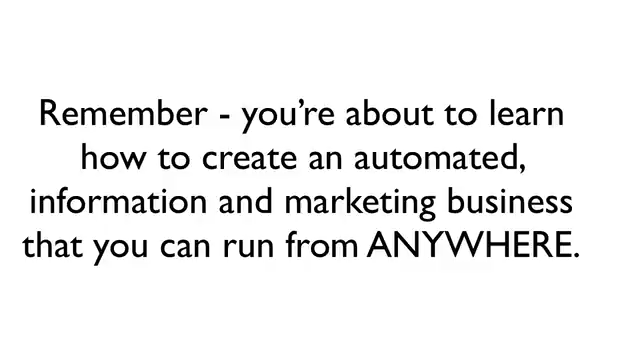 Remember - you’re about to learn
how to create an automated,
information and marketing business
that you can run from ANYWHERE.